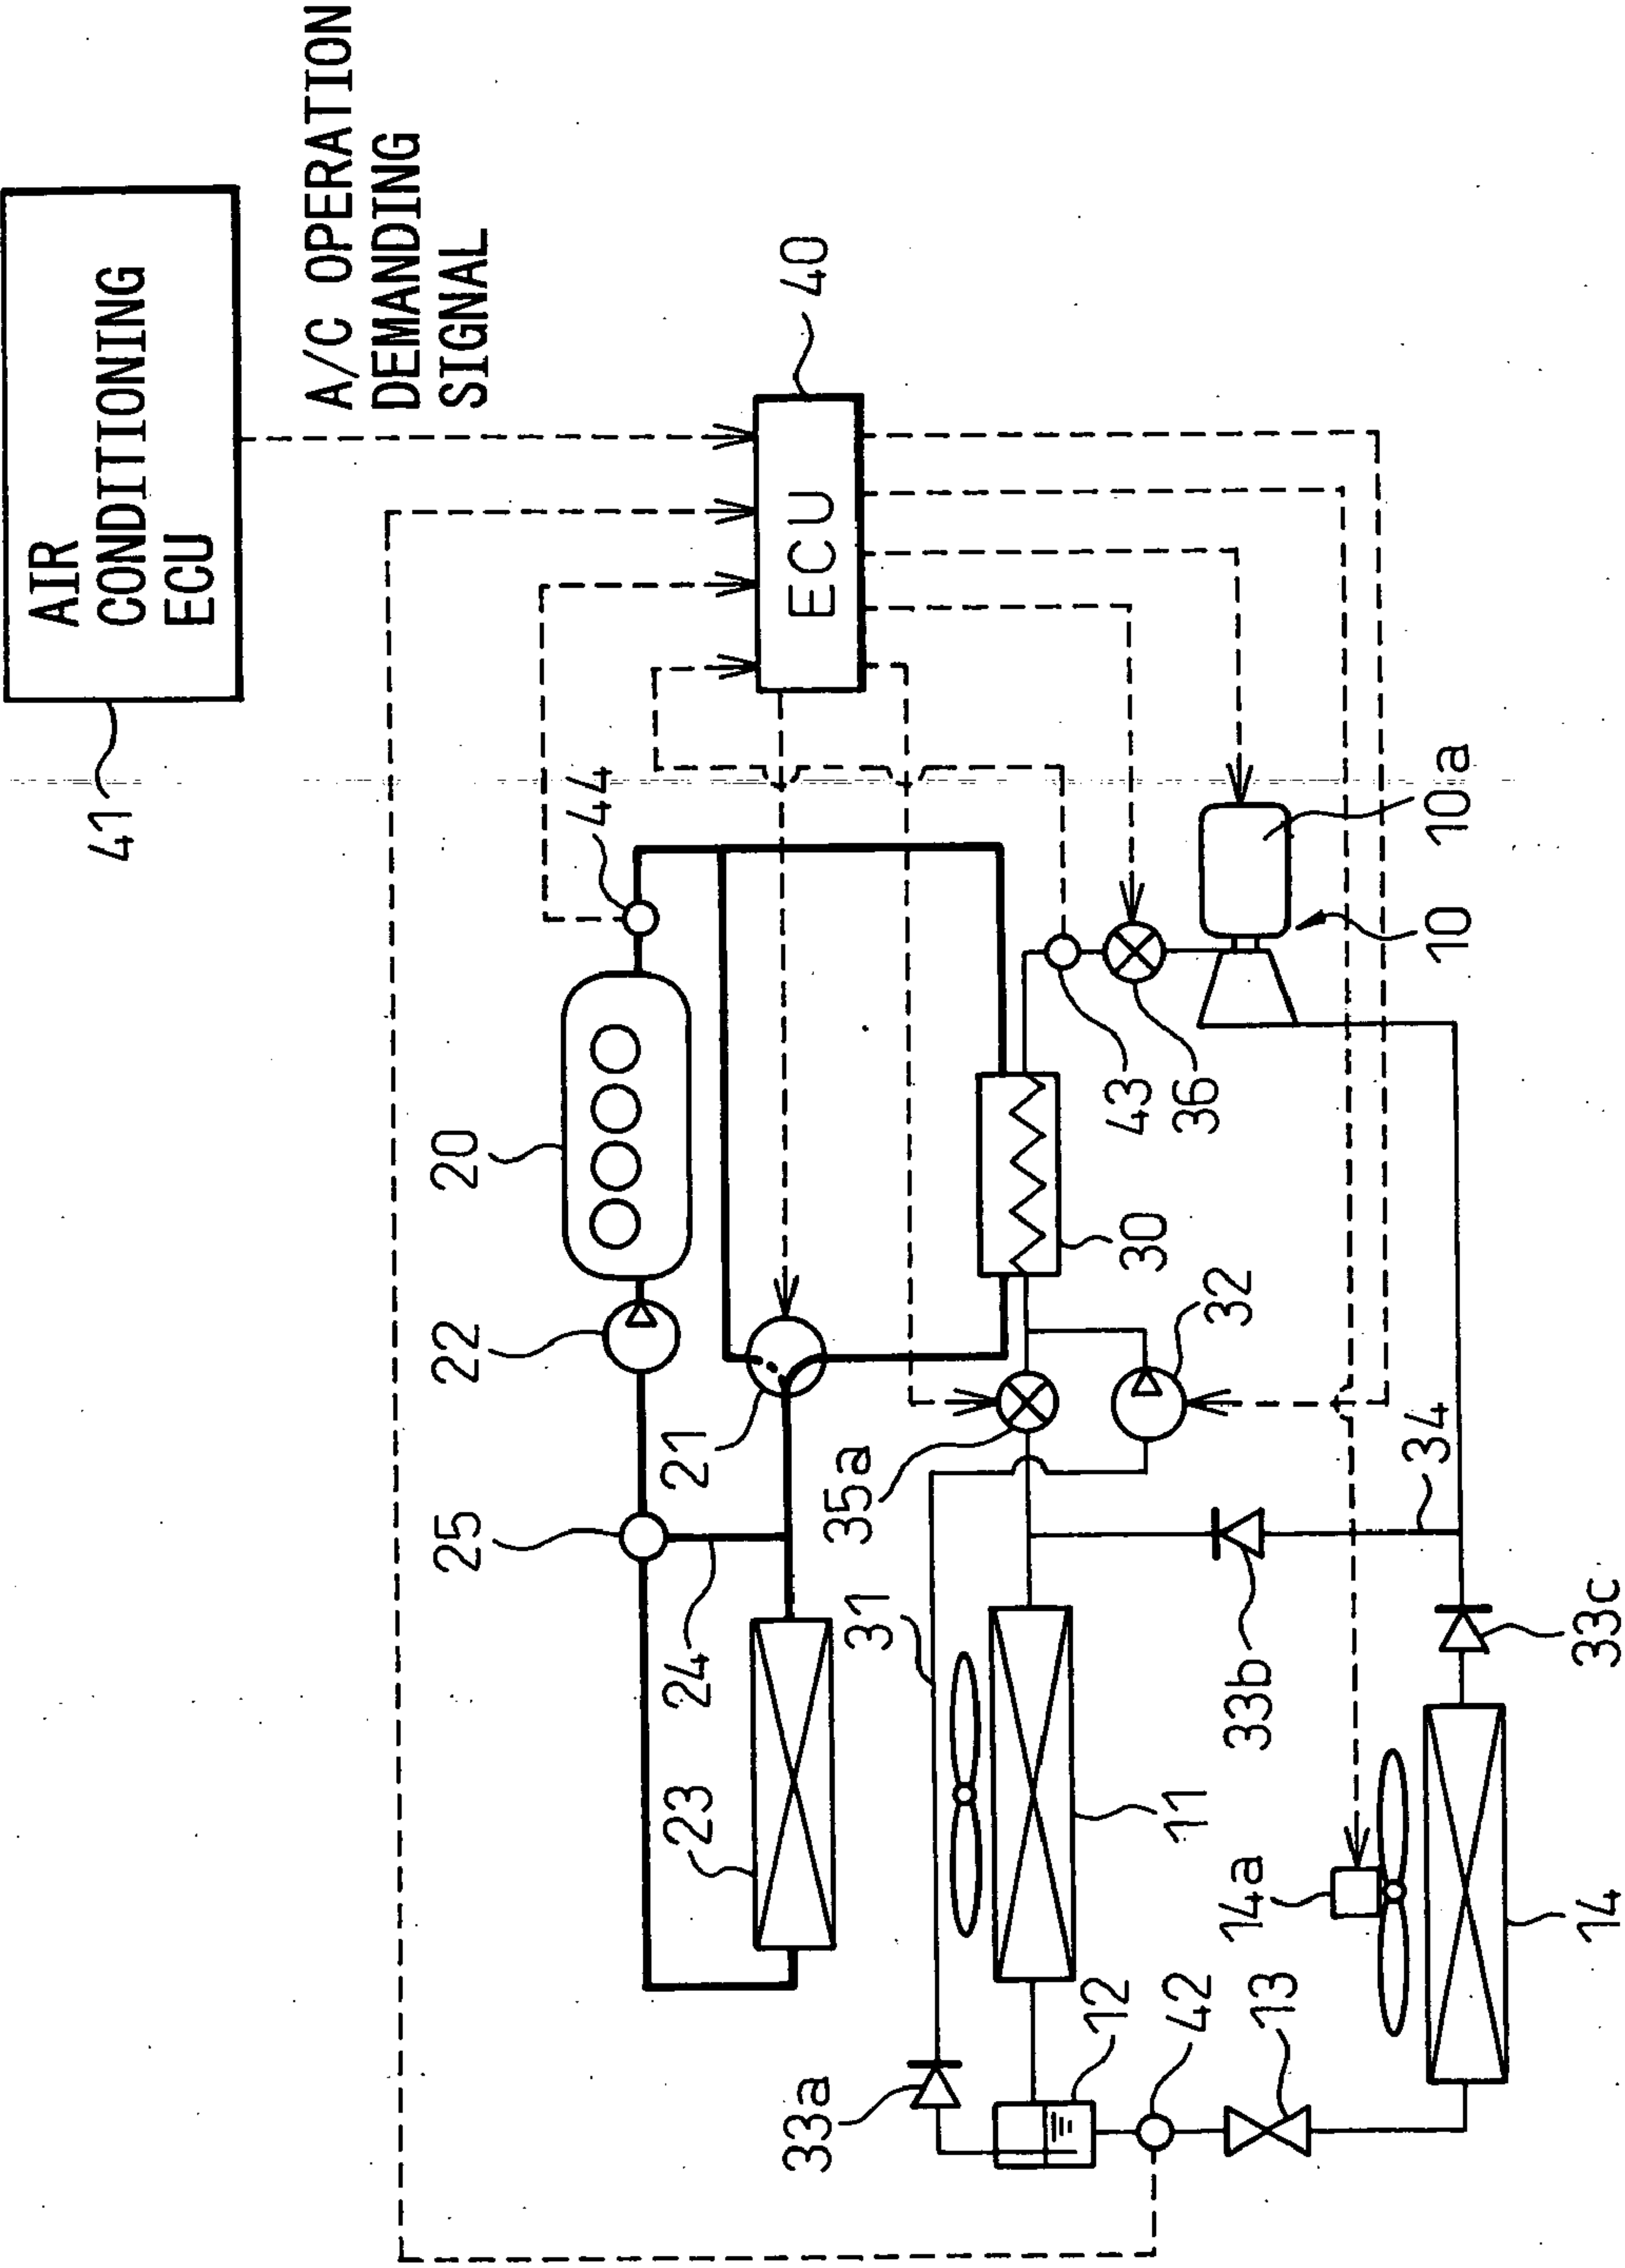 AIR
CONDITIONING
ECU
41
A/C OPERATION
DEMANDING
SIGNAL
40
ECU
44
20
22
21
25
24
23
10a
10
43
36
30
32
35a
34
31
33b
33c
11
14a
14
12
42
13
33a